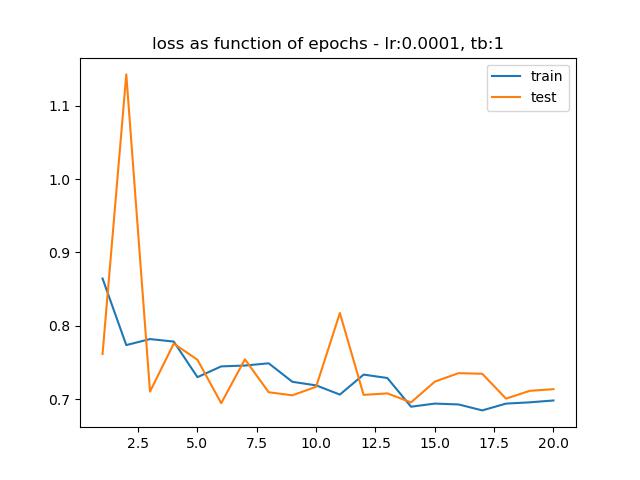 loss as function of epochs - lr:0.0001, tb:1
train
test
1.1
1.0
0.9
0.8
0.7
2.5 5.0 7.5 10.0 12.5 15.0 17.5 20.0